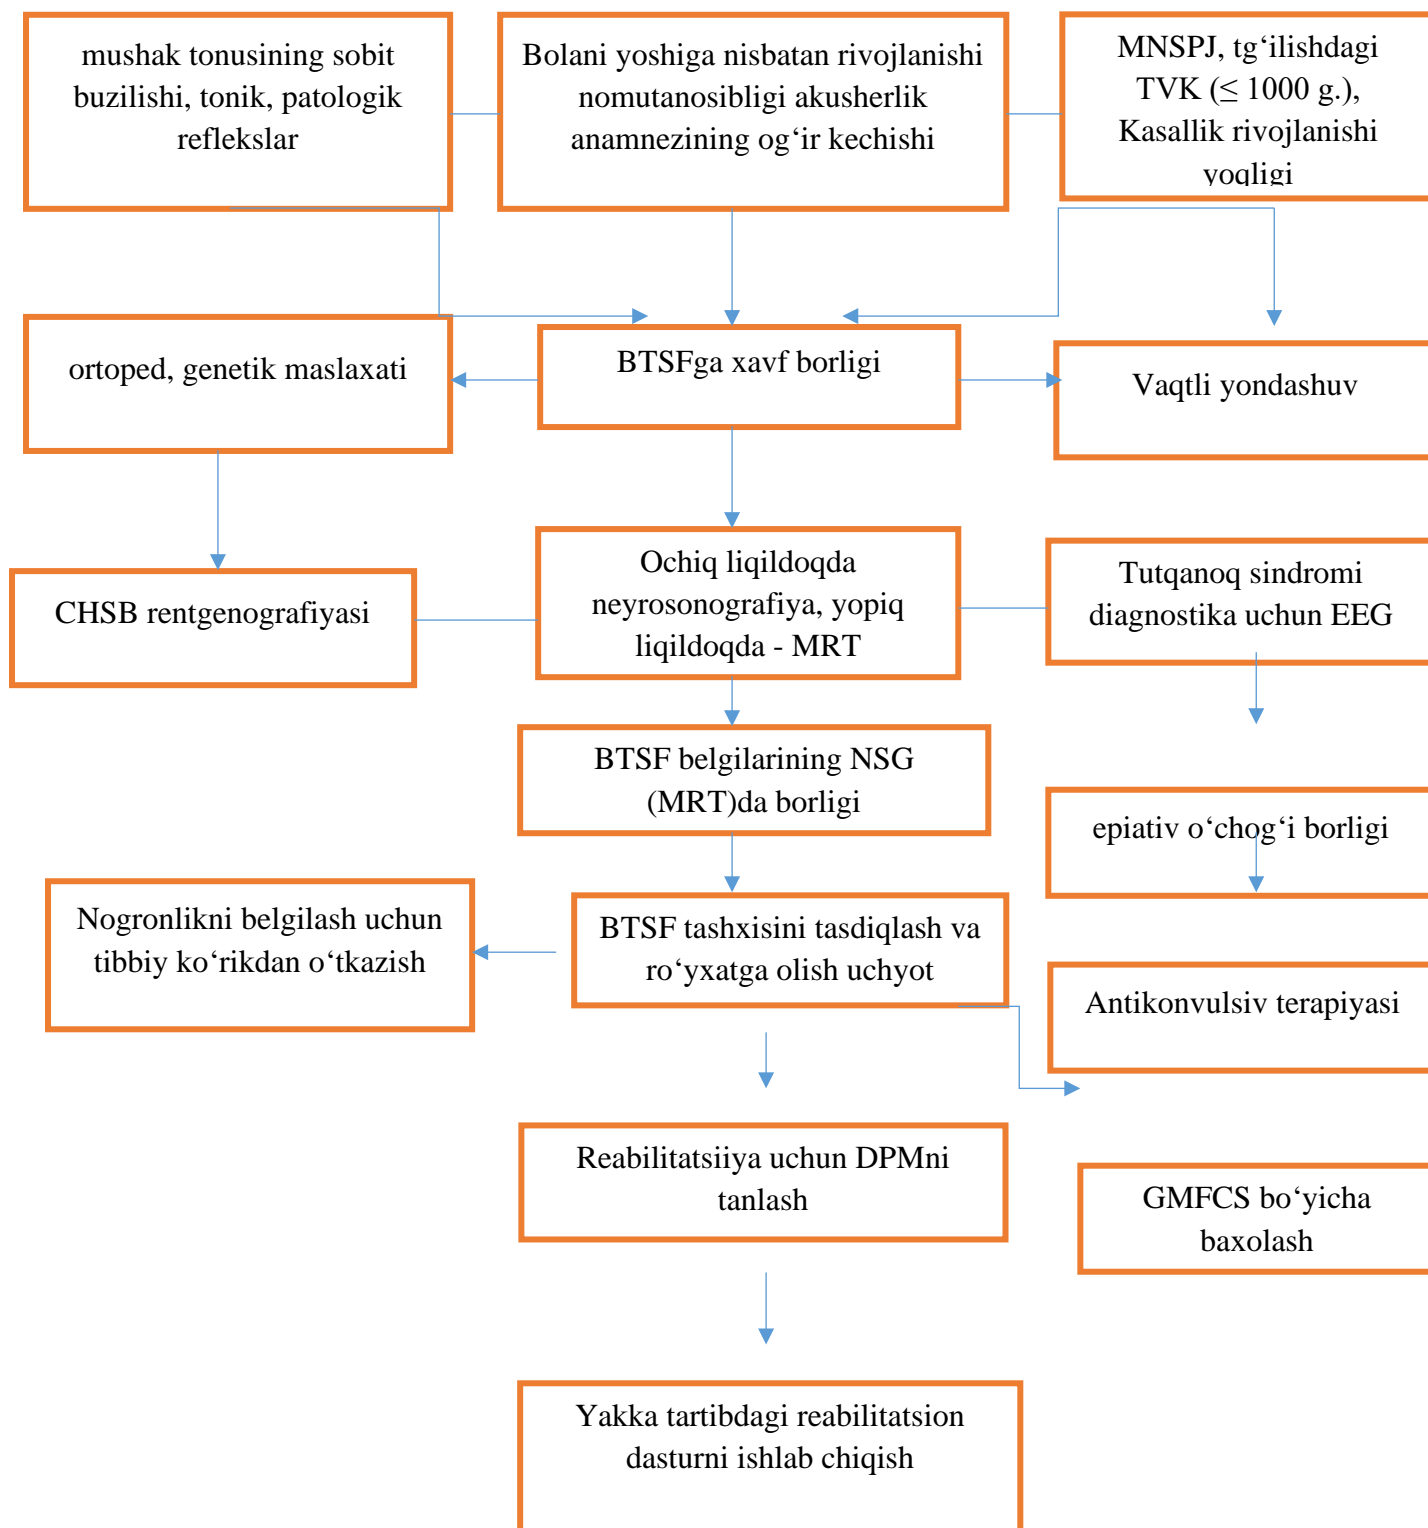 mushak tonusining sobit
buzilishi, tonik, patologik
reflekslar
Bolani yoshiga nisbatan rivojlanishi
nomutanosibligi akusherlik
anamnezining og‘ir kechishi
MNSPJ, tg‘ilishdagi
TVK (≤ 1000 g.),
Kasallik rivojlanishi
yoqligi
ortoped, genetik maslaxati
BTSFga xavf borligi
Vaqtli yondashuv
CHSB rentgenografiyasi
Ochiq liqildoqda
neyrosonografiya, yopiq
liqildoqda - MRT
Tutqanoq sindromi
diagnostika uchun EEG
BTSF belgilarining NSG
(MRT)da borligi
epiativ o‘chog‘i borligi
Nogronlikni belgilash uchun
tibbiy ko‘rikdan o‘tkazish
BTSF tashxisini tasdiqlash va
ro‘yxatga olish uchyot
Antikonvulsiv terapiyasi
Reabilitatsiiya uchun DPMni
tanlash
GMFCS bo‘yicha
baxolash
Yakka tartibdagi reabilitatsion
dasturni ishlab chiqish